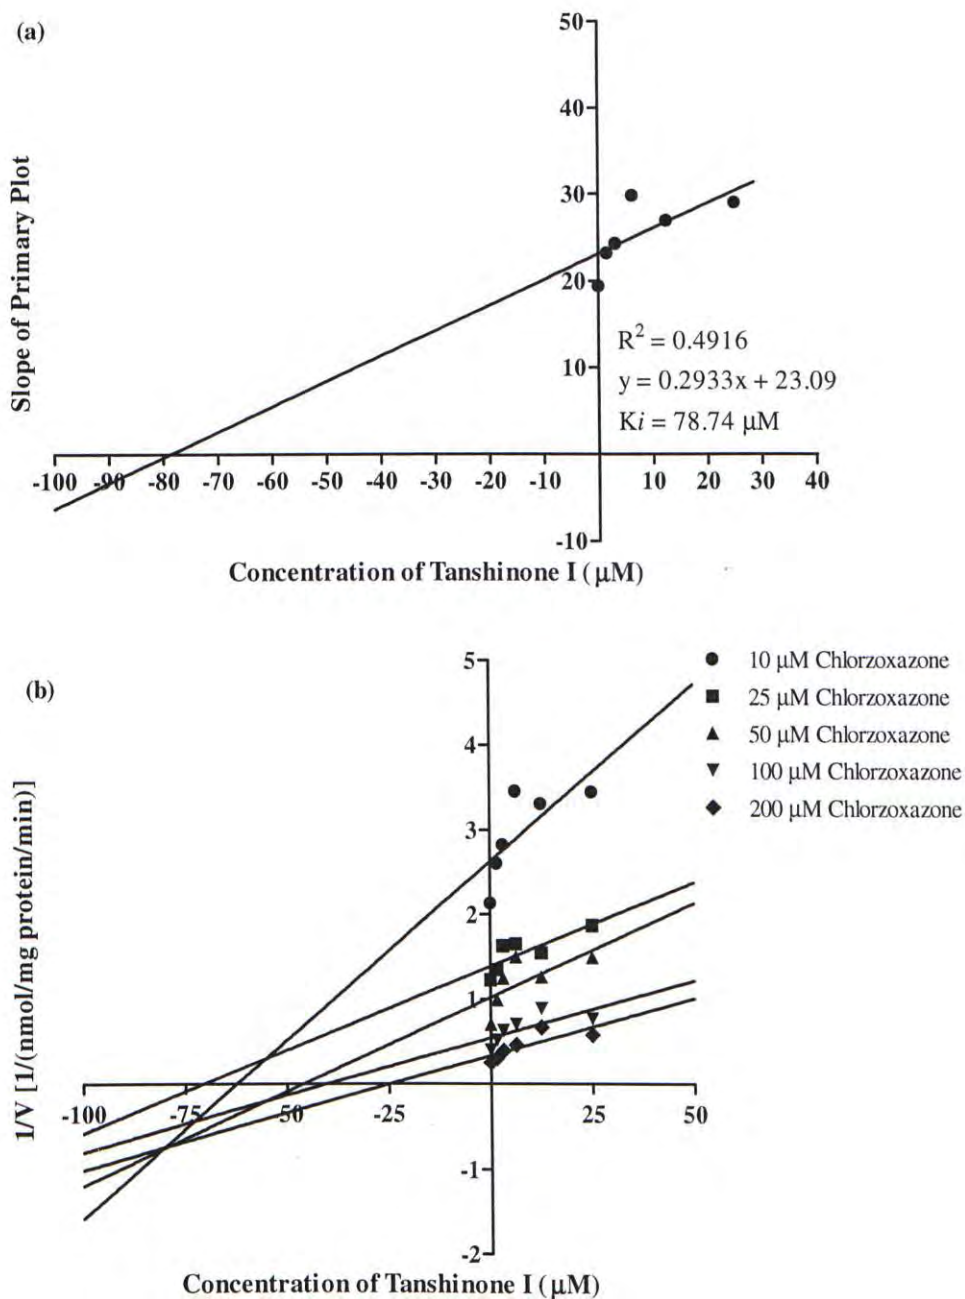 (a)
50
40
30
20
10
-10
Slope of Primary Plot
R² = 0.4916
y = 0.2933x + 23.09
Ki = 78.74 μM
-100 -90 -80 -70 -60 -50 -40 -30 -20 -10 10 20 30 40
Concentration of Tanshinone I (μM)
(b)
5
4
3
2
1
-1
-2
1/V [1/(nmol/mg protein/min)]
10 μM Chlorzoxazone
25 μM Chlorzoxazone
50 μM Chlorzoxazone
100 μM Chlorzoxazone
200 μM Chlorzoxazone
-100 -75 -50 -25 25 50
Concentration of Tanshinone I (μM)